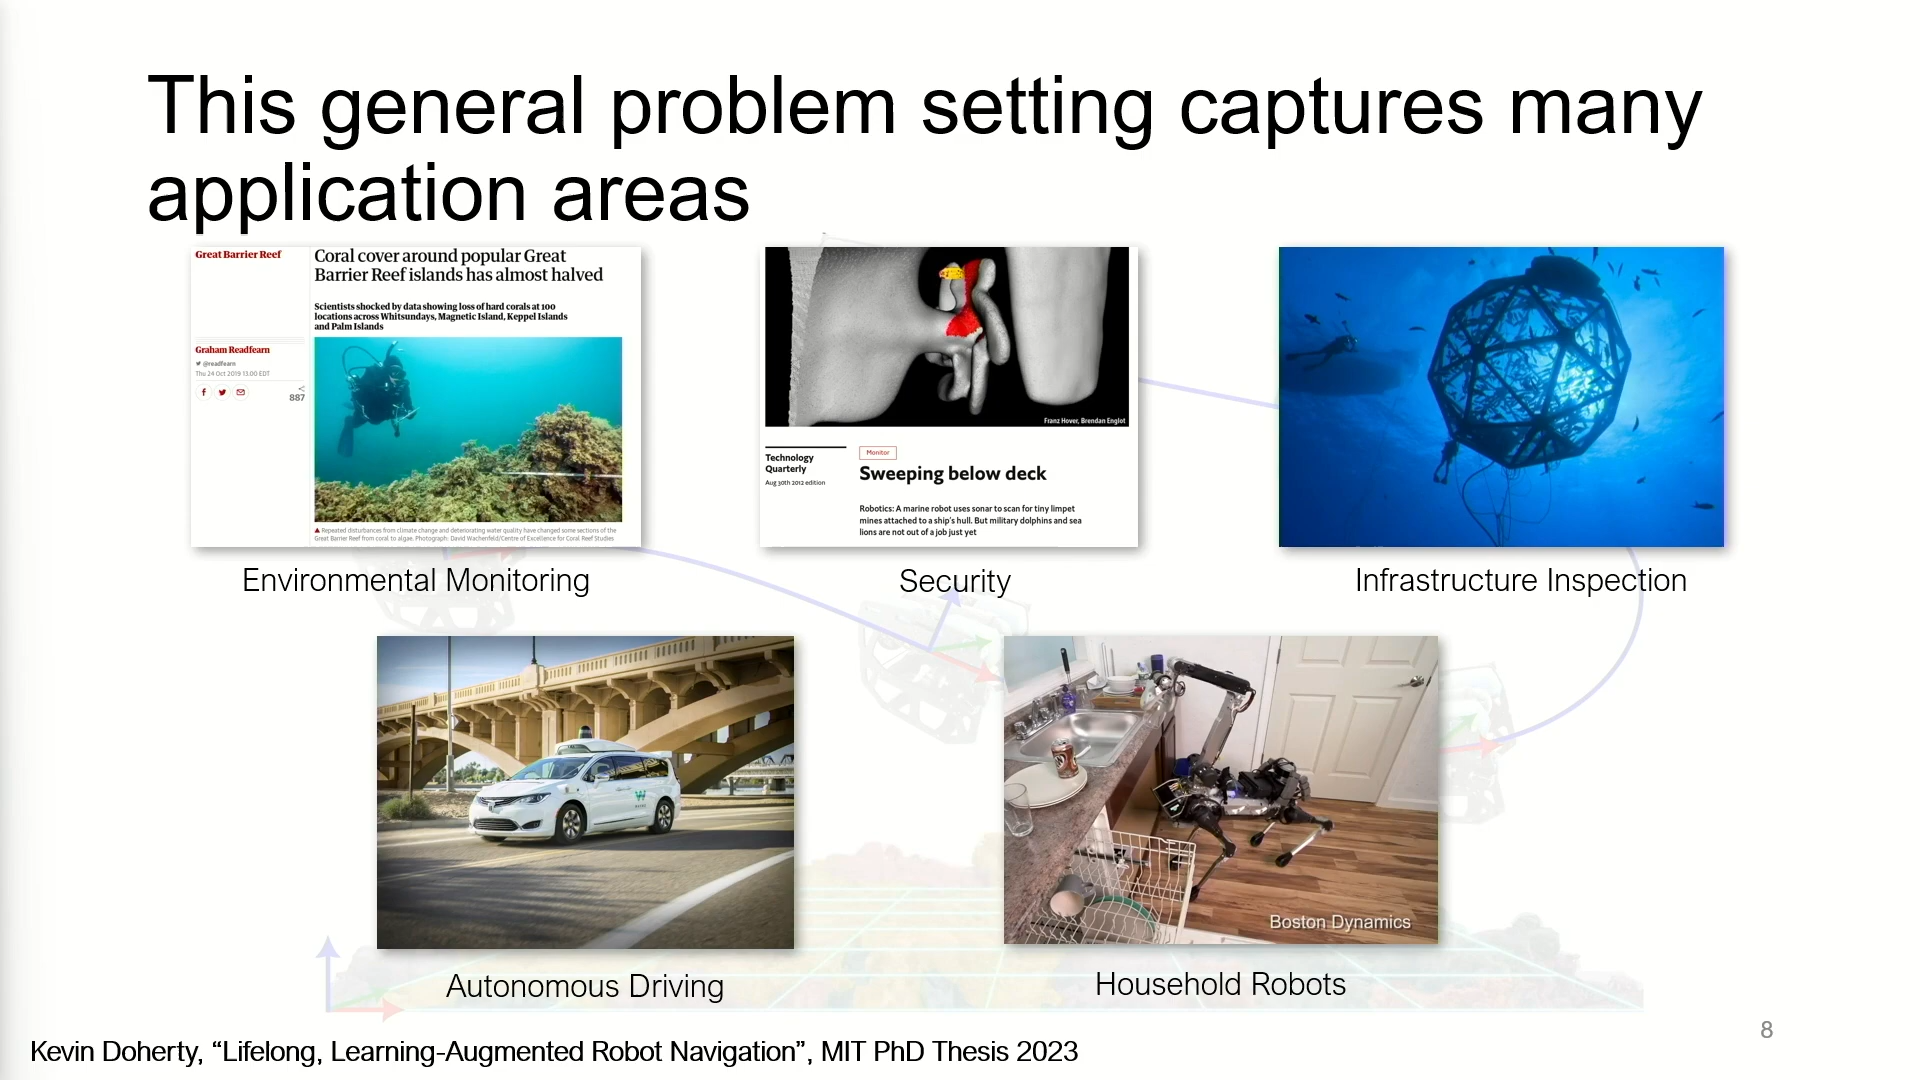 This general problem setting captures many
application areas
Great Barrier Reef
Coral cover around popular Great
Barrier Reef islands has almost halved
Scientists shocked by data showing loss of hard corals at 100
locations across Whitsundays, Magnetic Island, Keppel Islands
and Palm Islands
Graham Readfearn
@readfearn
Thu 24 Oct 2019 13.00 EDT
887
Repeated disturbances from climate change and deteriorating water quality have changed some sections of the
Great Barrier Reef from coral to algae. Photograph: David Wachenfeld/Centre of Excellence for Coral Reef Studies
Environmental Monitoring
Franz Hover, Brendan Englot
Technology
Quarterly
Aug 30th 2012 edition
Monitor
Sweeping below deck
Robotics: A marine robot uses sonar to scan for tiny limpet
mines attached to a ship's hull. But military dolphins and sea
lions are not out of a job just yet
Security
Infrastructure Inspection
Autonomous Driving
Boston Dynamics
Household Robots
8
Kevin Doherty, “Lifelong, Learning-Augmented Robot Navigation”, MIT PhD Thesis 2023